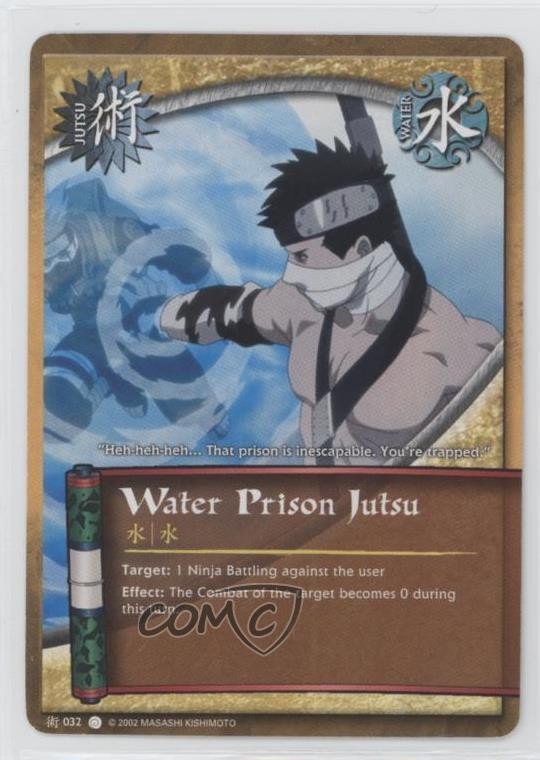 JUTSU 術
WATER 水
"Heh-heh-heh... That prison is inescapable. You're trapped."
Water Prison Jutsu
水|水
Target: 1 Ninja Battling against the user
Effect: The Combat of the target becomes 0 during
this turn.
COMC
術 032 © 2002 MASASHI KISHIMOTO